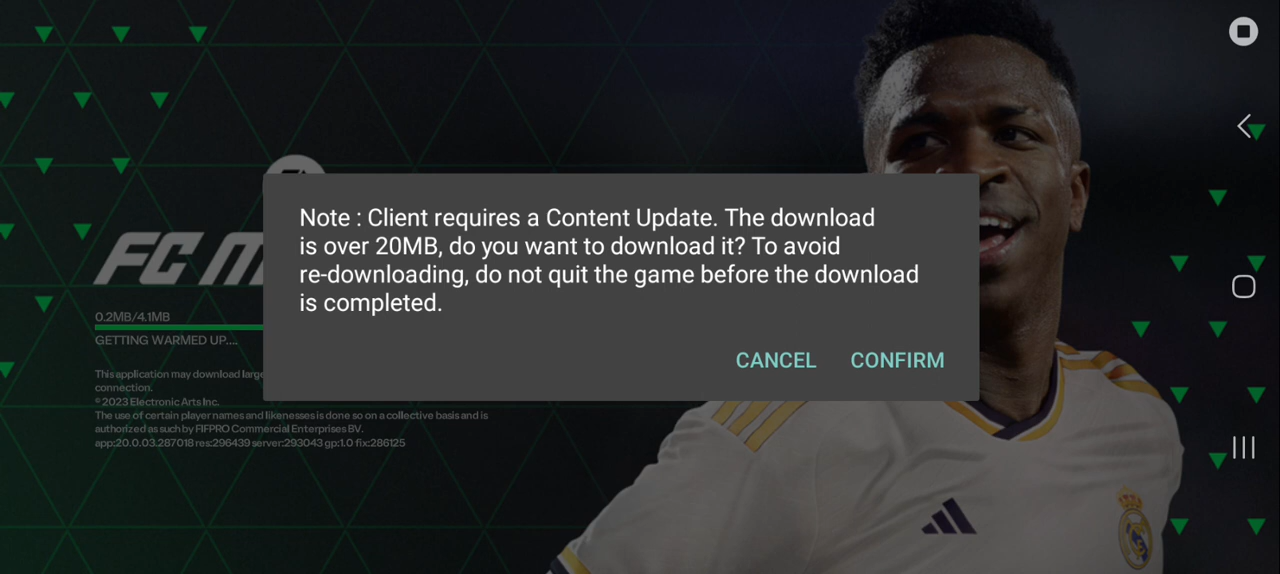 Note : Client requires a Content Update. The download
is over 20MB, do you want to download it? To avoid
re-downloading, do not quit the game before the download
is completed.
CANCEL CONFIRM
FC M
0.2MB/4.1MB
GETTING WARMED UP....
This application may download large
connection.
© 2023 Electronic Arts Inc.
The use of certain player names and likenesses is done so on a collective basis and is
authorized as such by FIFPRO Commercial Enterprises BV.
app:20.0.03.287018 res:296439 server:293043 gp:1.0 fix:286125